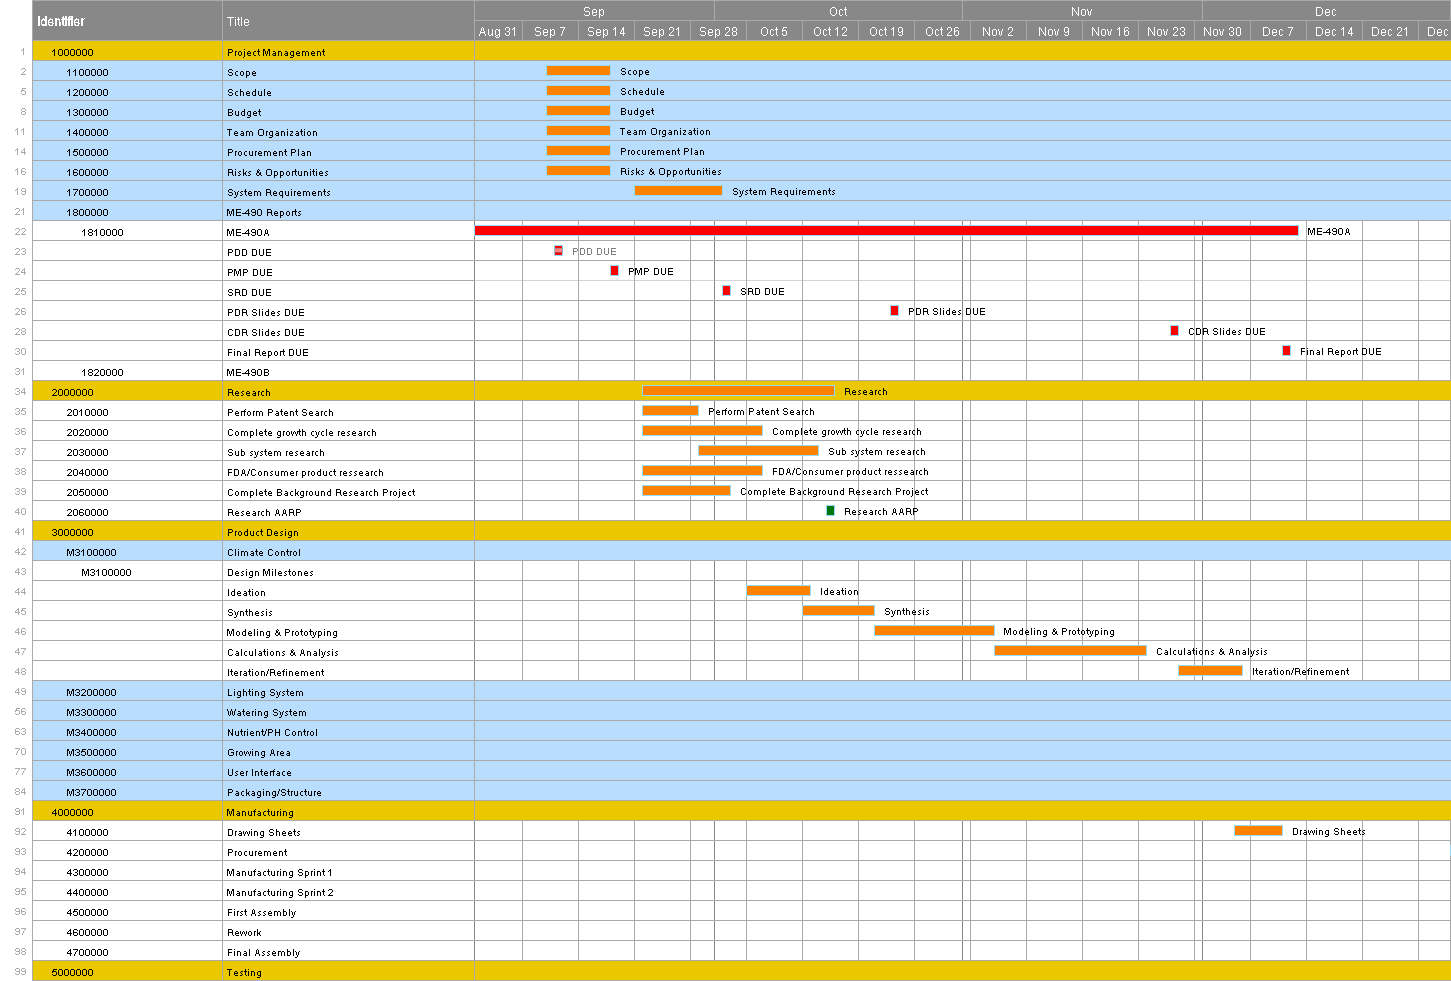 Identifier Title Sep Oct Nov Dec
Aug 31 Sep 7 Sep 14 Sep 21 Sep 28 Oct 5 Oct 12 Oct 19 Oct 26 Nov 2 Nov 9 Nov 16 Nov 23 Nov 30 Dec 7 Dec 14 Dec 21 Dec
1 1000000 Project Management
2 1100000 Scope Scope
5 1200000 Schedule Schedule
8 1300000 Budget Budget
11 1400000 Team Organization Team Organization
14 1500000 Procurement Plan Procurement Plan
16 1600000 Risks & Opportunities Risks & Opportunities
19 1700000 System Requirements System Requirements
21 1800000 ME-490 Reports
22 1810000 ME-490A ME-490A
23 PDD DUE PDD DUE
24 PMP DUE PMP DUE
25 SRD DUE SRD DUE
26 PDR Slides DUE PDR Slides DUE
28 CDR Slides DUE CDR Slides DUE
30 Final Report DUE Final Report DUE
31 1820000 ME-490B
34 2000000 Research Research
35 2010000 Perform Patent Search Perform Patent Search
36 2020000 Complete growth cycle research Complete growth cycle research
37 2030000 Sub system research Sub system research
38 2040000 FDA/Consumer product ressearch FDA/Consumer product ressearch
39 2050000 Complete Background Research Project Complete Background Research Project
40 2060000 Research AARP Research AARP
41 3000000 Product Design
42 M3100000 Climate Control
43 M3100000 Design Milestones
44 Ideation Ideation
45 Synthesis Synthesis
46 Modeling & Prototyping Modeling & Prototyping
47 Calculations & Analysis Calculations & Analysis
48 Iteration/Refinement Iteration/Refinement
49 M3200000 Lighting System
56 M3300000 Watering System
63 M3400000 Nutrient/PH Control
70 M3500000 Growing Area
77 M3600000 User Interface
84 M3700000 Packaging/Structure
91 4000000 Manufacturing
92 4100000 Drawing Sheets Drawing Sheets
93 4200000 Procurement
94 4300000 Manufacturing Sprint 1
95 4400000 Manufacturing Sprint 2
96 4500000 First Assembly
97 4600000 Rework
98 4700000 Final Assembly
99 5000000 Testing